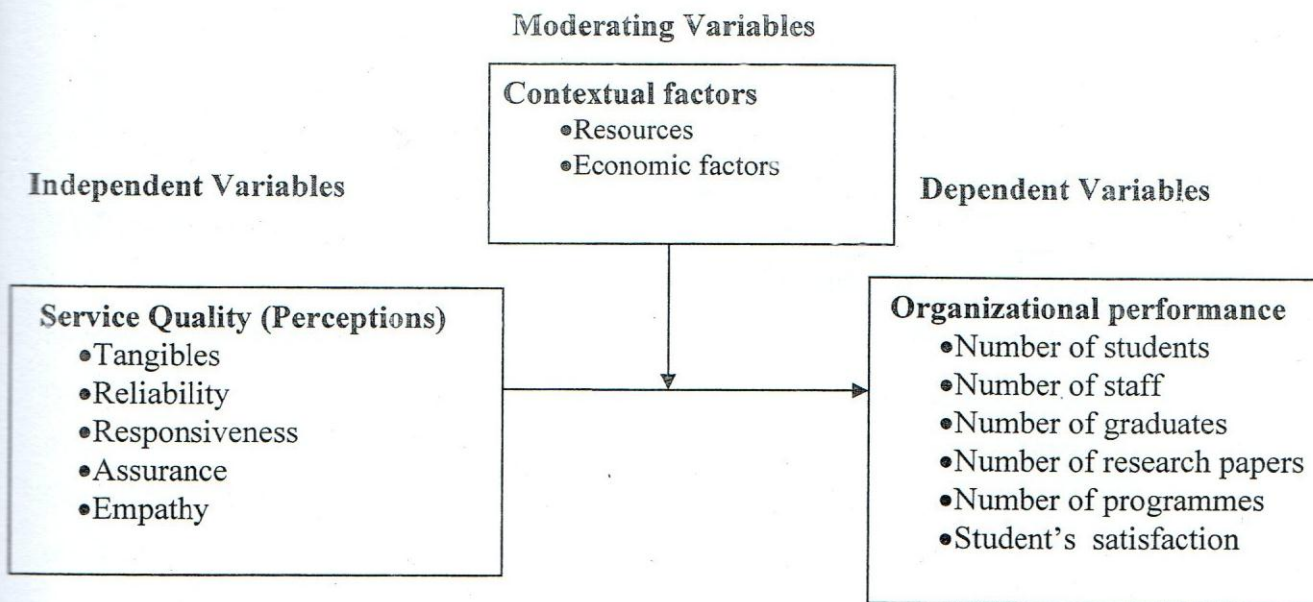 Moderating Variables
Contextual factors
•Resources
•Economic factors
Independent Variables
Dependent Variables
Service Quality (Perceptions)
•Tangibles
•Reliability
•Responsiveness
•Assurance
•Empathy
Organizational performance
•Number of students
•Number of staff
•Number of graduates
•Number of research papers
•Number of programmes
•Student’s satisfaction